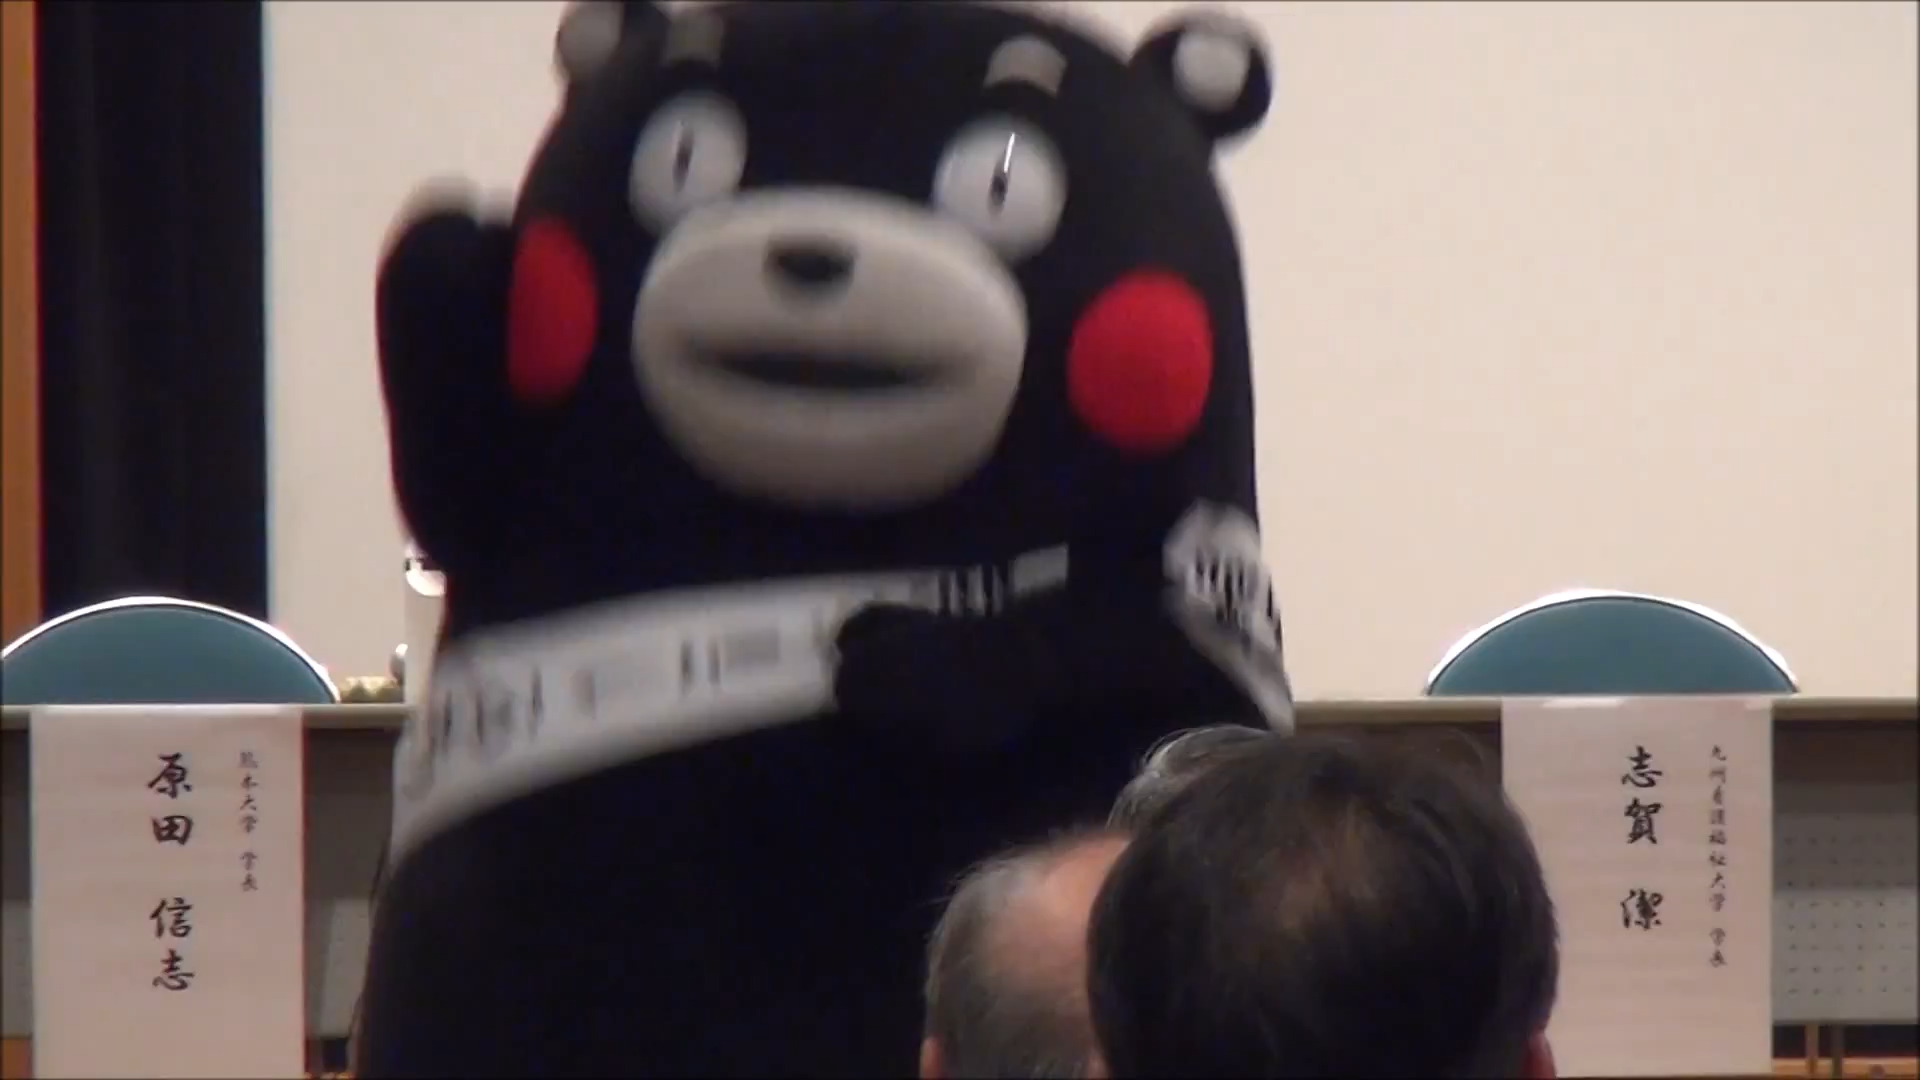 熊本大学 学長
原田 信志
九州看護福祉大学 学長
志賀 潔